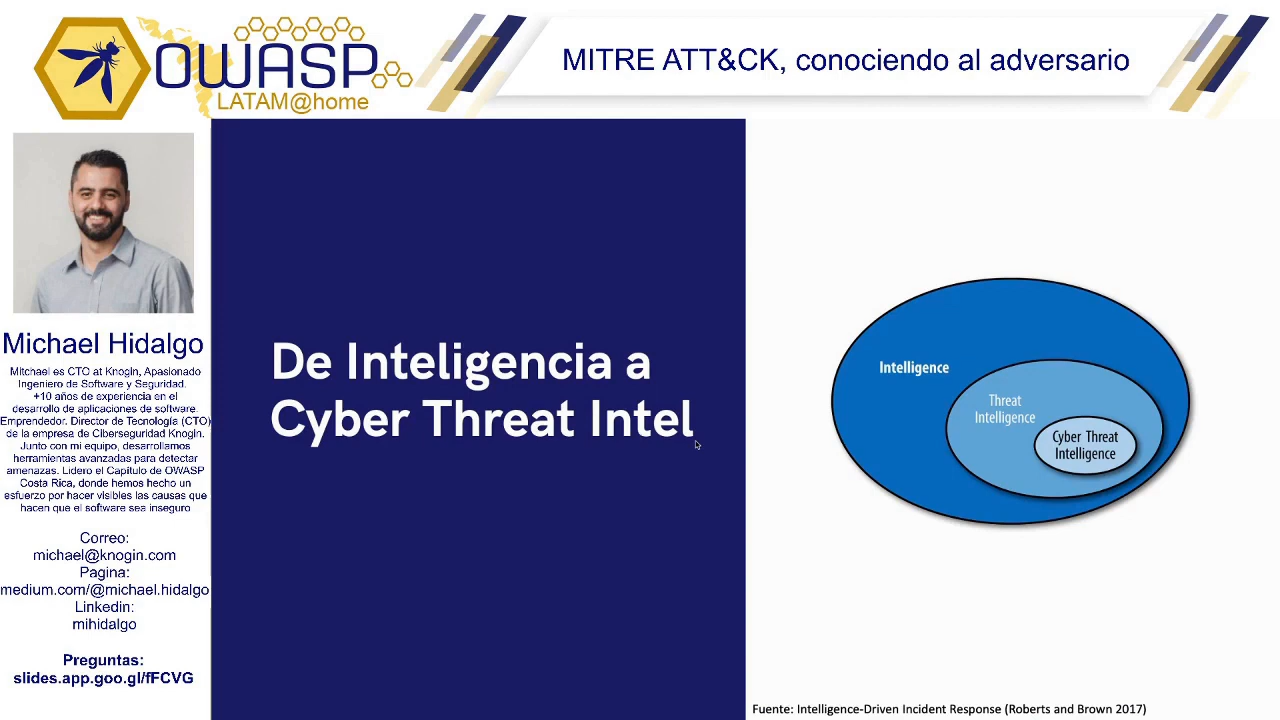 OWASP
LATAM@home
MITRE ATT&CK, conociendo al adversario
Michael Hidalgo
Mitchael es CTO at Knogin, Apasionado
Ingeniero de Software y Seguridad.
+10 años de experiencia en el
desarrollo de aplicaciones de software.
Emprendedor. Director de Tecnología (CTO)
de la empresa de Ciberseguridad Knogin.
Junto con mi equipo, desarrollamos
herramientas avanzadas para detectar
amenazas. Lidero el Capítulo de OWASP
Costa Rica, donde hemos hecho un
esfuerzo por hacer visibles las causas que
hacen que el software sea inseguro
Correo:
michael@knogin.com
Pagina:
medium.com/@michael.hidalgo
Linkedin:
mihidalgo
Preguntas:
slides.app.goo.gl/fFCVG
De Inteligencia a
Cyber Threat Intel
Intelligence
Threat
Intelligence
Cyber Threat
Intelligence
Fuente: Intelligence-Driven Incident Response (Roberts and Brown 2017)